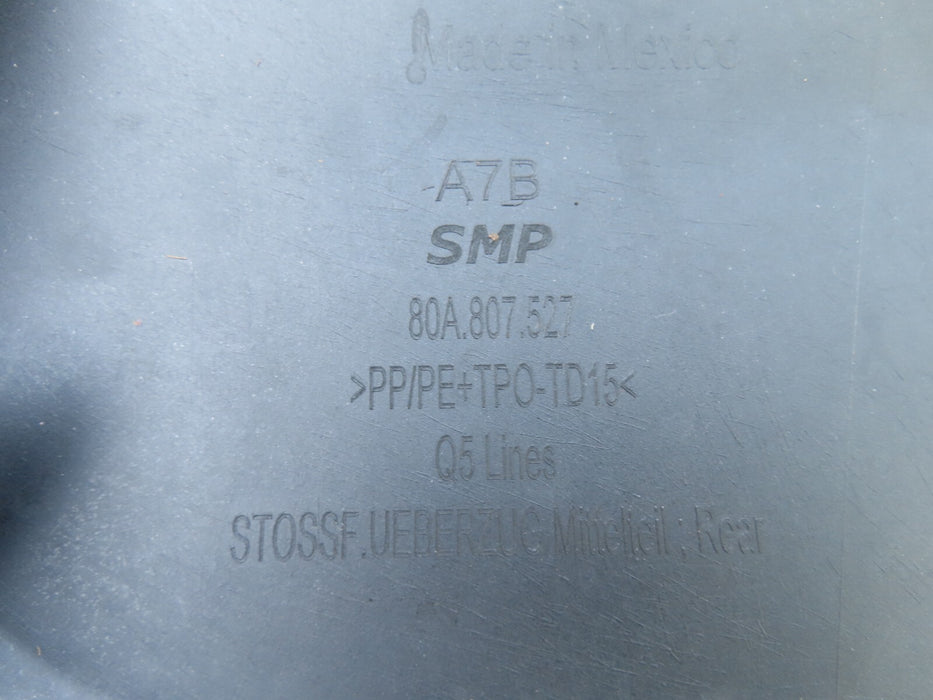 Made in Mexico
A7B
SMP
80A.807.527
>PP/PE+TPO-TD15<
Q5 Lines
STOSSF.UEBERZUG Mittelteil ; Rear